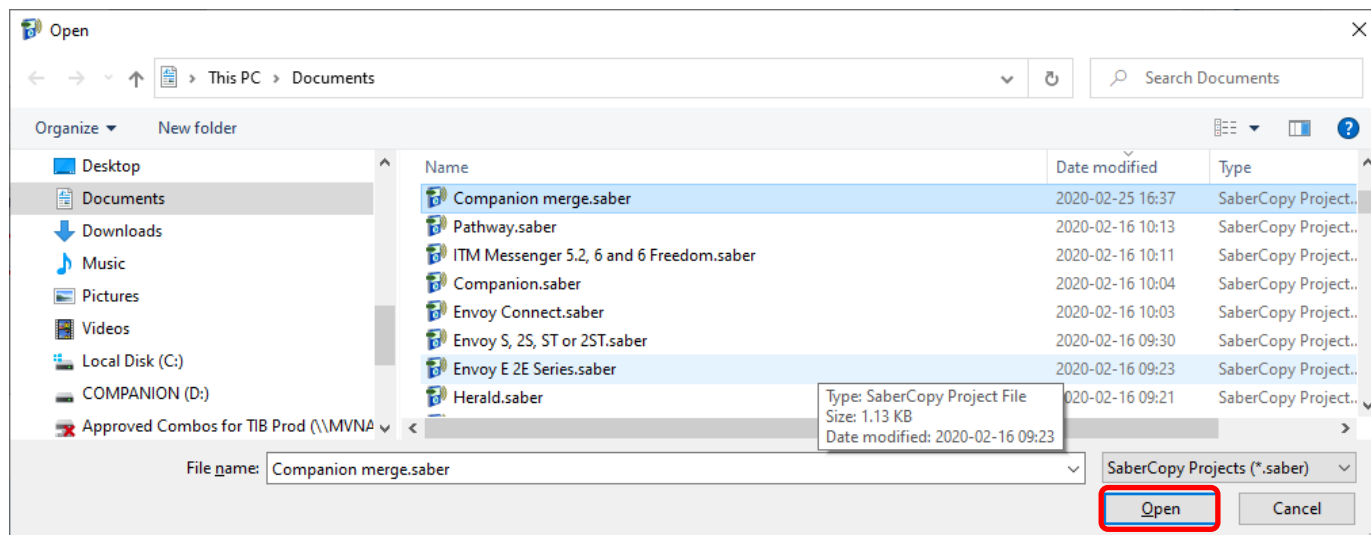 Open
This PC > Documents
Search Documents
Organize
New folder
Desktop
Documents
Downloads
Music
Pictures
Videos
Local Disk (C:)
COMPANION (D:)
Approved Combos for TIB Prod (\\MVNA
Name Date modified Type
Companion merge.saber 2020-02-25 16:37 SaberCopy Project..
Pathway.saber 2020-02-16 10:13 SaberCopy Project..
ITM Messenger 5.2, 6 and 6 Freedom.saber 2020-02-16 10:11 SaberCopy Project..
Companion.saber 2020-02-16 10:04 SaberCopy Project..
Envoy Connect.saber 2020-02-16 10:03 SaberCopy Project..
Envoy S, 2S, ST or 2ST.saber 2020-02-16 09:30 SaberCopy Project..
Envoy E 2E Series.saber 2020-02-16 09:23 SaberCopy Project..
Herald.saber 020-02-16 09:21 SaberCopy Project..
Type: SaberCopy Project File
Size: 1.13 KB
Date modified: 2020-02-16 09:23
File name: Companion merge.saber
SaberCopy Projects (*.saber)
Open
Cancel